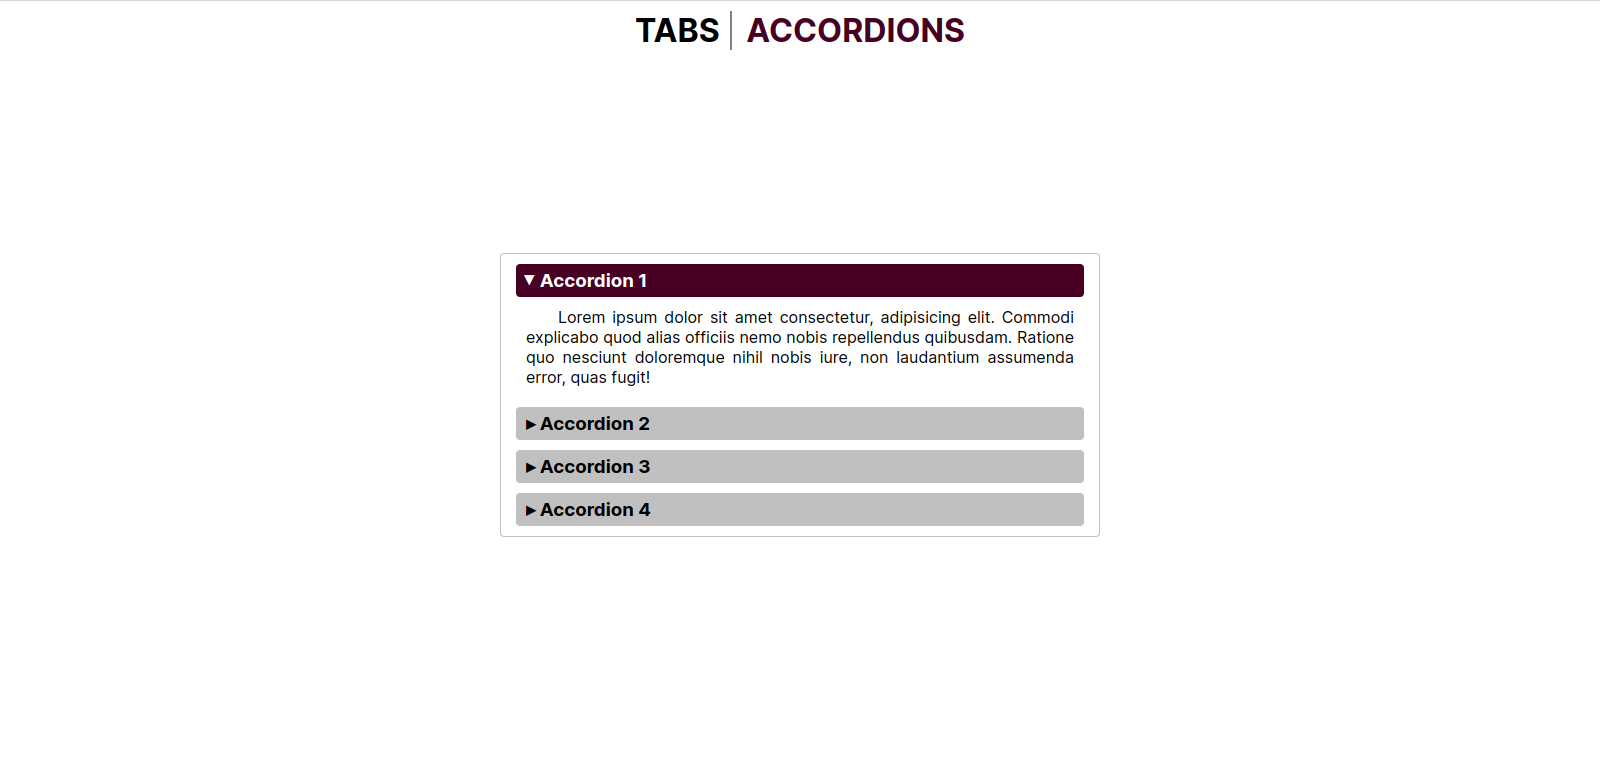 TABS | ACCORDIONS
▼ Accordion 1
Lorem ipsum dolor sit amet consectetur, adipisicing elit. Commodi
explicabo quod alias officiis nemo nobis repellendus quibusdam. Ratione
quo nesciunt doloremque nihil nobis iure, non laudantium assumenda
error, quas fugit!
▶ Accordion 2
▶ Accordion 3
▶ Accordion 4